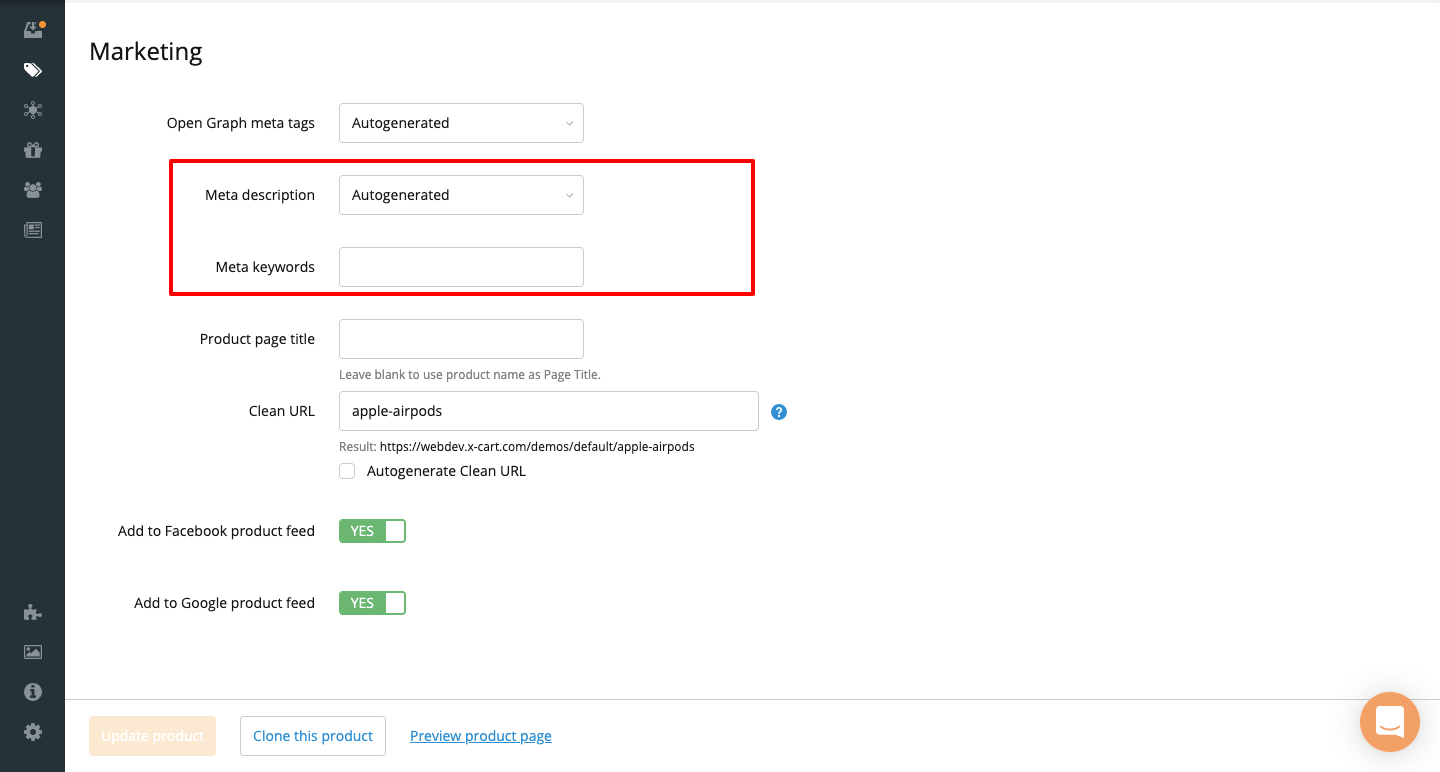 Marketing
Open Graph meta tags Autogenerated
Meta description Autogenerated
Meta keywords
Product page title
Leave blank to use product name as Page Title.
Clean URL apple-airpods ?
Result: https://webdev.x-cart.com/demos/default/apple-airpods
Autogenerate Clean URL
Add to Facebook product feed YES
Add to Google product feed YES
Update product Clone this product Preview product page